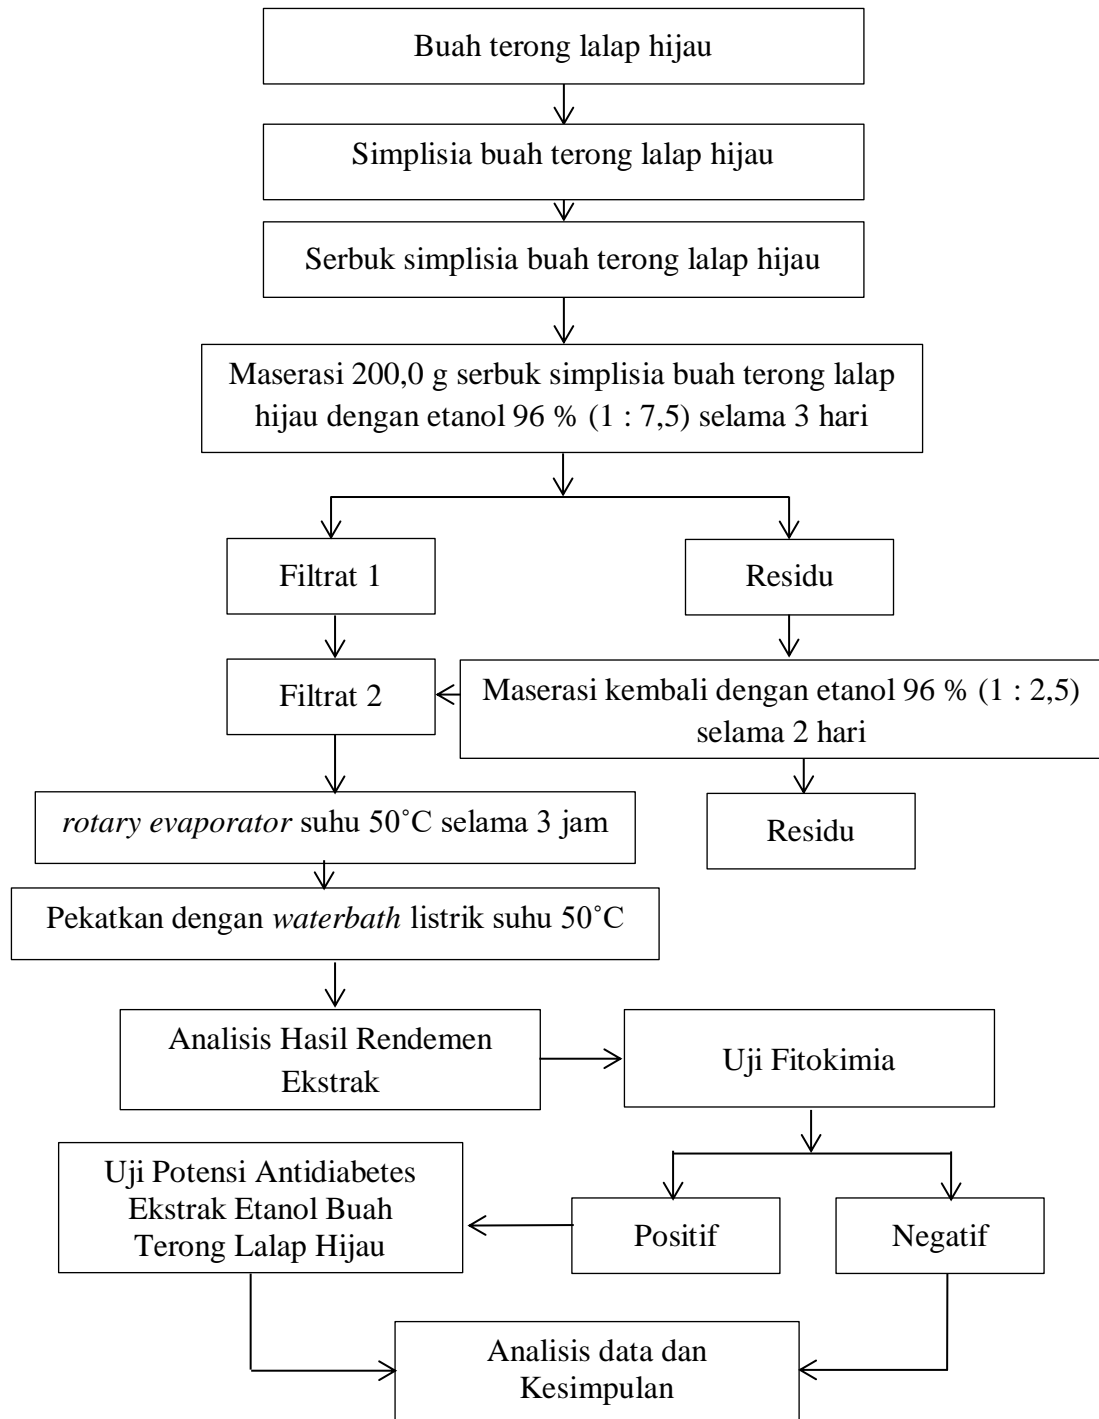 Buah terong lalap hijau
Simplisia buah terong lalap hijau
Serbuk simplisia buah terong lalap hijau
Maserasi 200,0 g serbuk simplisia buah terong lalap
hijau dengan etanol 96 % (1 : 7,5) selama 3 hari
Filtrat 1
Residu
Filtrat 2
Maserasi kembali dengan etanol 96 % (1 : 2,5)
selama 2 hari
rotary evaporator suhu 50˚C selama 3 jam
Residu
Pekatkan dengan waterbath listrik suhu 50˚C
Analisis Hasil Rendemen
Ekstrak
Uji Fitokimia
Uji Potensi Antidiabetes
Ekstrak Etanol Buah
Terong Lalap Hijau
Positif
Negatif
Analisis data dan
Kesimpulan